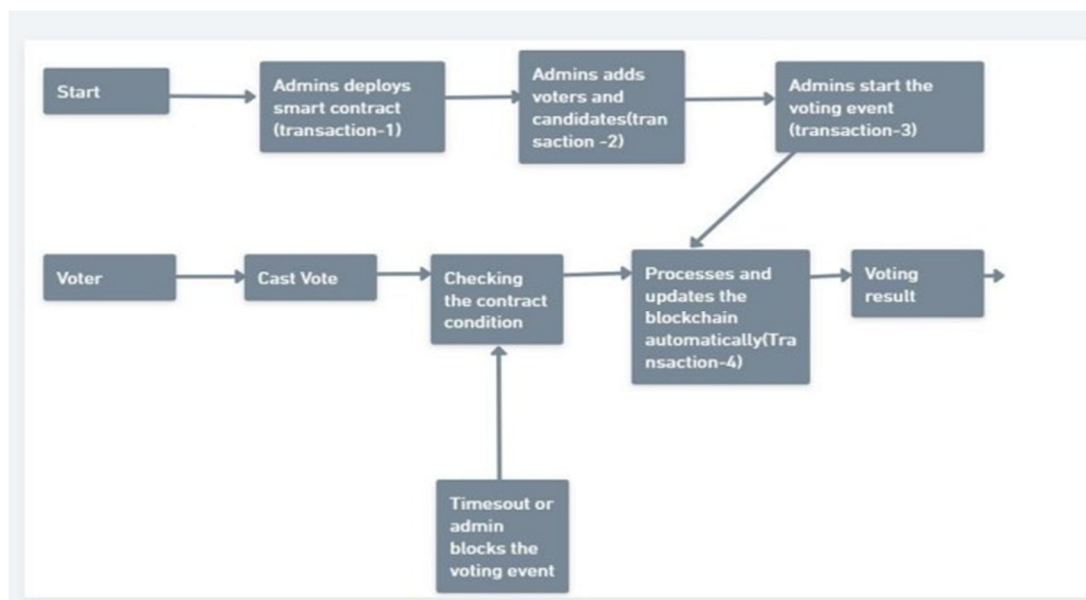 Start
Admins deploys
smart contract
(transaction-1)
Admins adds
voters and
candidates(tran
saction -2)
Admins start the
voting event
(transaction-3)
Voter
Cast Vote
Checking
the contract
condition
Processes and
updates the
blockchain
automatically(Tra
nsaction-4)
Voting
result
Timesout or
admin
blocks the
voting event